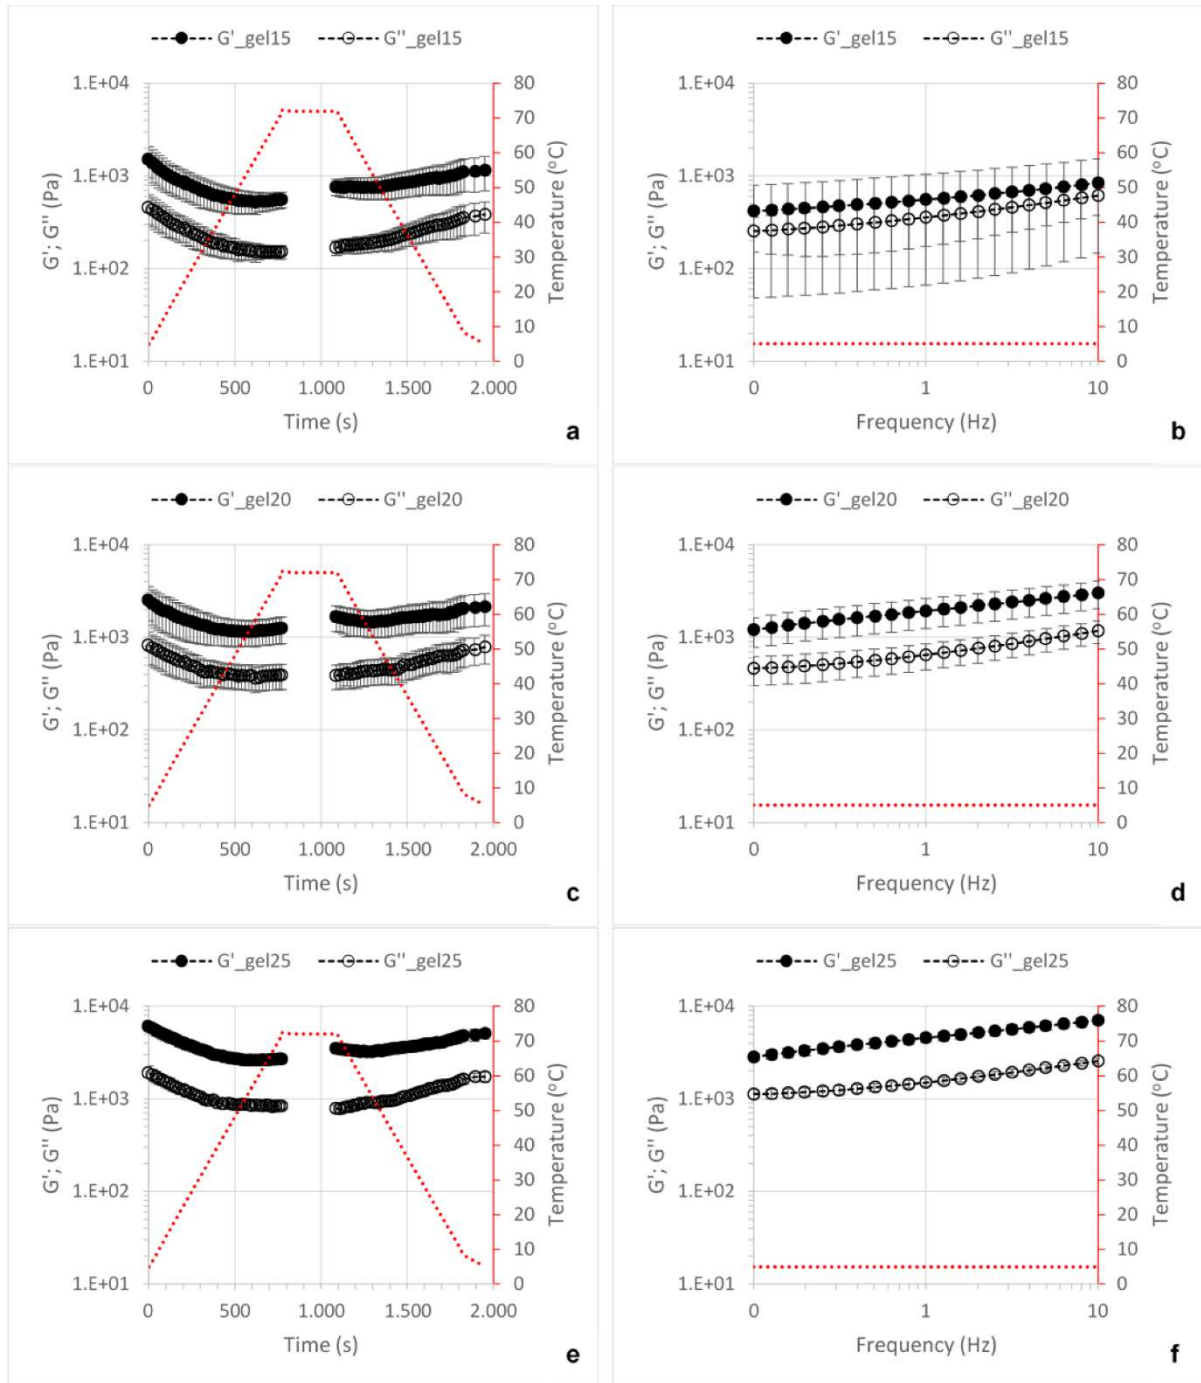 G'_gel15 G''_gel15
1.E+04
1.E+03
1.E+02
1.E+01
G'; G'' (Pa)
80
70
60
50
40
30
20
10
0
Temperature (ºC)
0 500 1.000 1.500 2.000
Time (s)
a
G'_gel15 G''_gel15
1.E+04
1.E+03
1.E+02
1.E+01
G'; G'' (Pa)
80
70
60
50
40
30
20
10
0
Temperature (ºC)
0 1 10
Frequency (Hz)
b
G'_gel20 G''_gel20
1.E+04
1.E+03
1.E+02
1.E+01
G'; G'' (Pa)
80
70
60
50
40
30
20
10
0
Temperature (ºC)
0 500 1.000 1.500 2.000
Time (s)
c
G'_gel20 G''_gel20
1.E+04
1.E+03
1.E+02
1.E+01
G'; G'' (Pa)
80
70
60
50
40
30
20
10
0
Temperature (ºC)
0 1 10
Frequency (Hz)
d
G'_gel25 G''_gel25
1.E+04
1.E+03
1.E+02
1.E+01
G'; G'' (Pa)
80
70
60
50
40
30
20
10
0
Temperature (ºC)
0 500 1.000 1.500 2.000
Time (s)
e
G'_gel25 G''_gel25
1.E+04
1.E+03
1.E+02
1.E+01
G'; G'' (Pa)
80
70
60
50
40
30
20
10
0
Temperature (ºC)
0 1 10
Frequency (Hz)
f